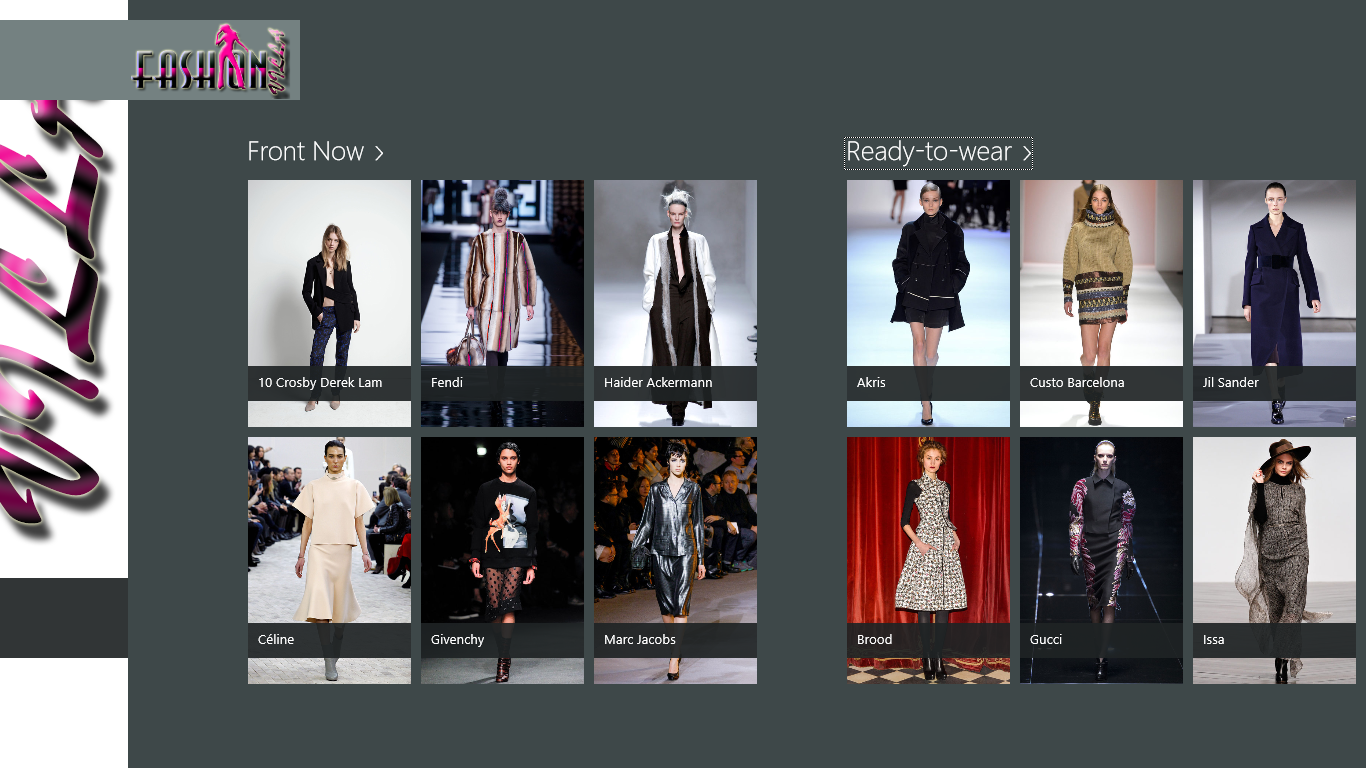 FASHION VILLA
VILLA
Front Now
Ready-to-wear
10 Crosby Derek Lam
Fendi
Haider Ackermann
Akris
Custo Barcelona
Jil Sander
Céline
Givenchy
Marc Jacobs
Brood
Gucci
Issa